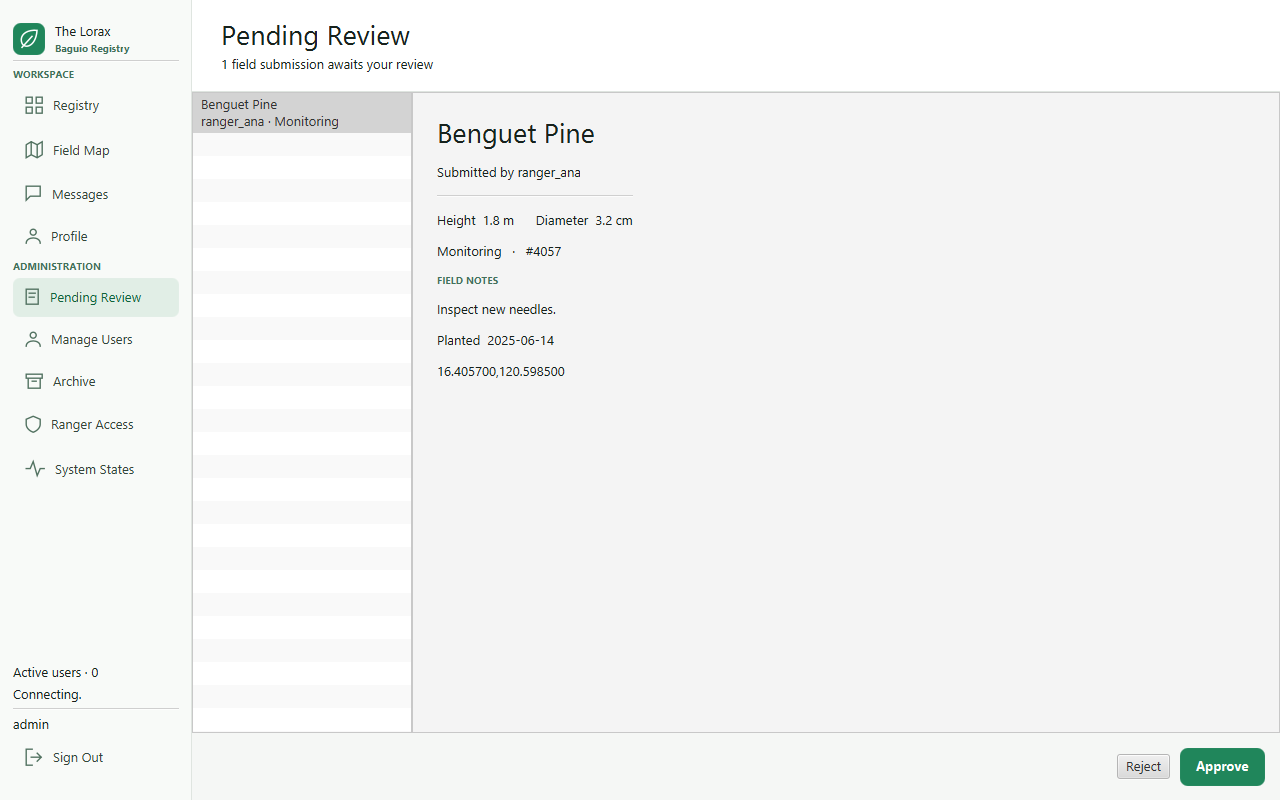 The Lorax
Baguio Registry
WORKSPACE
Registry
Field Map
Messages
Profile
ADMINISTRATION
Pending Review
Manage Users
Archive
Ranger Access
System States
Active users · 0
Connecting.
admin
Sign Out
Pending Review
1 field submission awaits your review
Benguet Pine
ranger_ana · Monitoring
Benguet Pine
Submitted by ranger_ana
Height 1.8 m Diameter 3.2 cm
Monitoring · #4057
FIELD NOTES
Inspect new needles.
Planted 2025-06-14
16.405700,120.598500
Reject
Approve